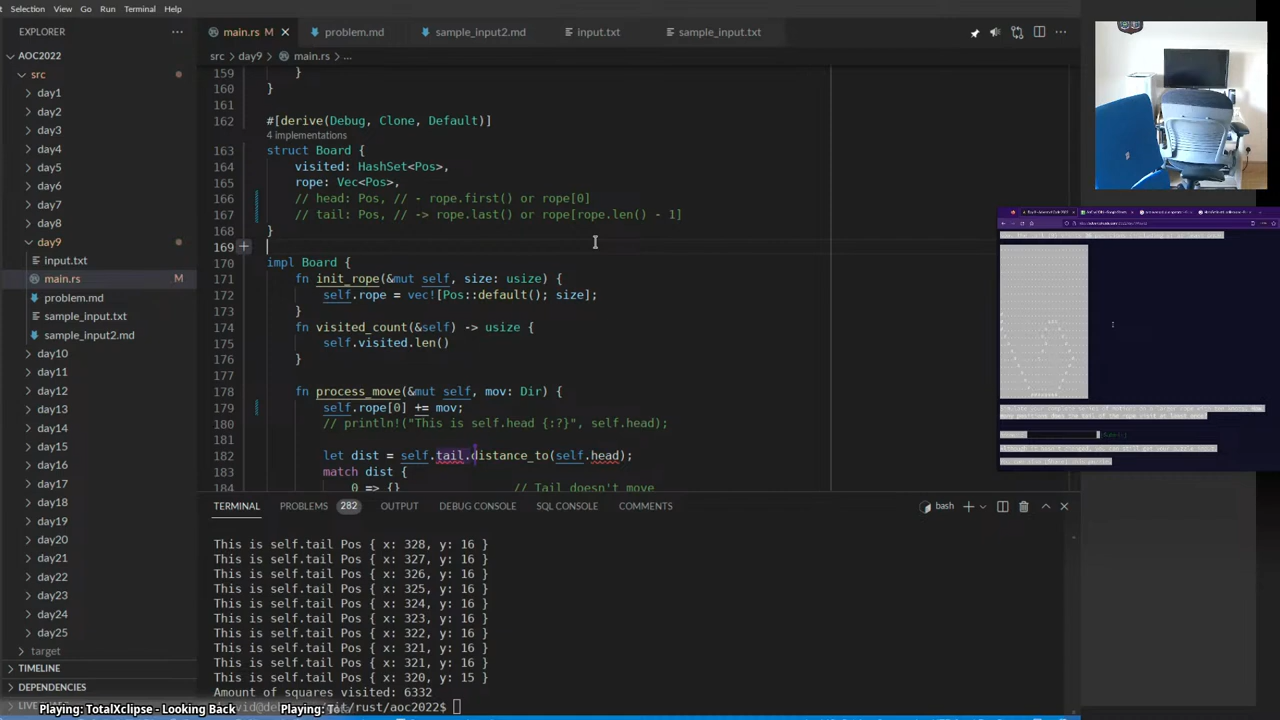 Selection View Go Run Terminal Help
EXPLORER
AOC2022
src
day1
day2
day3
day4
day5
day6
day7
day8
day9
input.txt
main.rs M
problem.md
sample_input.txt
sample_input2.md
day10
day11
day12
day13
day14
day15
day16
day17
day18
day19
day20
day21
day22
day23
day24
day25
target
TIMELINE
DEPENDENCIES
main.rs M problem.md sample_input2.md input.txt sample_input.txt
src > day9 > main.rs > ...
159 }
160 }
161
162 #[derive(Debug, Clone, Default)]
4 implementations
163 struct Board {
164 visited: HashSet<Pos>,
165 rope: Vec<Pos>,
166 // head: Pos, // - rope.first() or rope[0]
167 // tail: Pos, // -> rope.last() or rope[rope.len() - 1]
168 }
169
170 impl Board {
171 fn init_rope(&mut self, size: usize) {
172 self.rope = vec![Pos::default(); size];
173 }
174 fn visited_count(&self) -> usize {
175 self.visited.len()
176 }
177
178 fn process_move(&mut self, mov: Dir) {
179 self.rope[0] += mov;
180 // println!("This is self.head {:?}", self.head);
181
182 let dist = self.tail.distance_to(self.head);
183 match dist {
184 0 => {} // Tail doesn't move
TERMINAL PROBLEMS 282 OUTPUT DEBUG CONSOLE SQL CONSOLE COMMENTS
bash
This is self.tail Pos { x: 328, y: 16 }
This is self.tail Pos { x: 327, y: 16 }
This is self.tail Pos { x: 326, y: 16 }
This is self.tail Pos { x: 325, y: 16 }
This is self.tail Pos { x: 324, y: 16 }
This is self.tail Pos { x: 323, y: 16 }
This is self.tail Pos { x: 322, y: 16 }
This is self.tail Pos { x: 321, y: 16 }
This is self.tail Pos { x: 321, y: 16 }
This is self.tail Pos { x: 320, y: 15 }
Amount of squares visited: 6332
/rust/aoc2022$
Playing: TotalXclipse - Looking Back Playing: